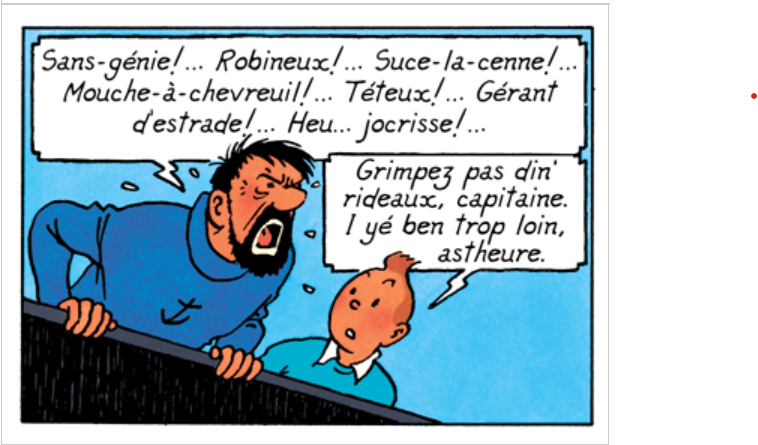 Sans-génie!... Robineux!... Suce-la-cenne!...
Mouche-à-chevreuil!... Téteux!... Gérant
d'estrade!... Heu... jocrisse!...
Grimpez pas din'
rideaux, capitaine.
I yé ben trop loin,
astheure.